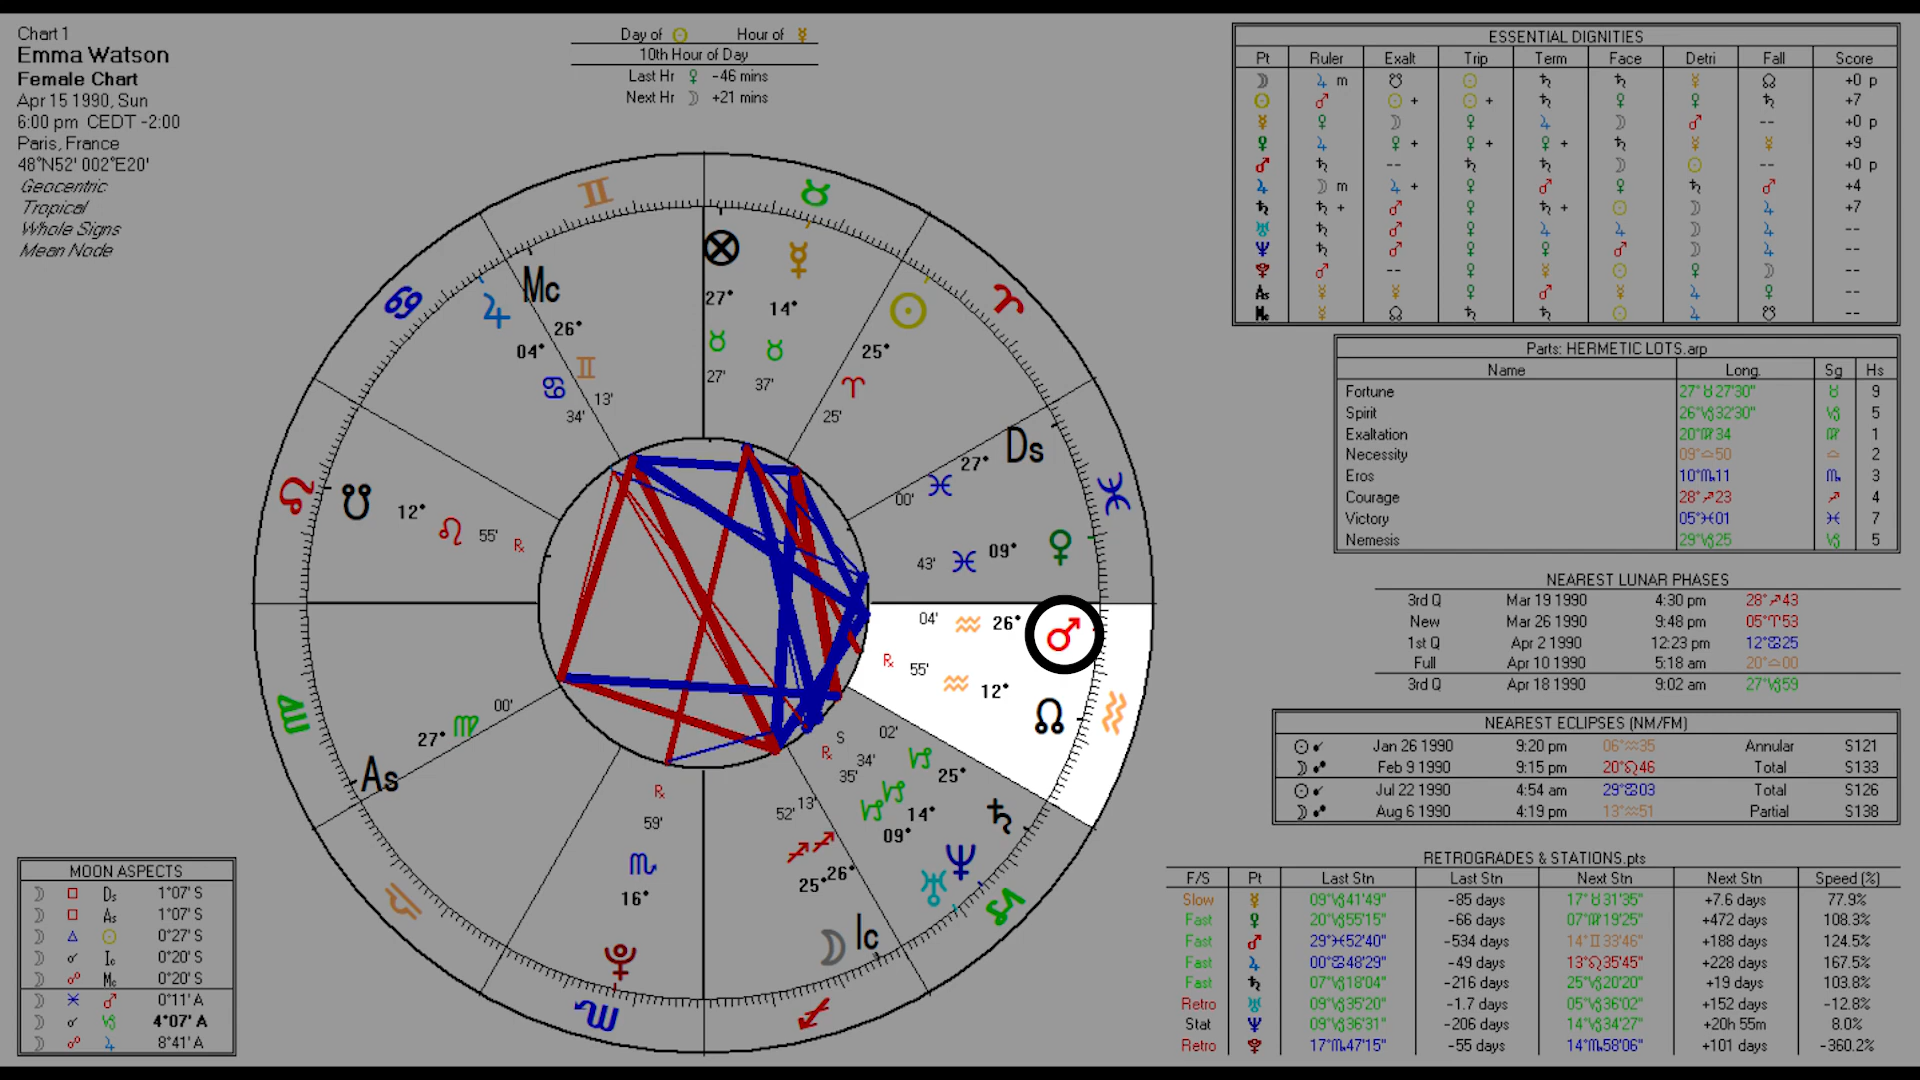 Chart 1
Emma Watson
Female Chart
Apr 15 1990, Sun
6:00 pm CEDT -2:00
Paris, France
48°N52' 002°E20'
Geocentric
Tropical
Whole Signs
Mean Node
Day of ☉ Hour of ☿
10th Hour of Day
Last Hr ♀ -46 mins
Next Hr ☽ +21 mins
ESSENTIAL DIGNITIES
Pt Ruler Exalt Trip Term Face Detri Fall Score
☽ ♃ m ☋ ☉ ♄ ♄ ☿ ☊ +0 p
☉ ♂ ☉ + ☉ + ♄ ♀ ♀ ♄ +7
☿ ♀ ☽ ♀ ♃ ☽ ♂ -- +0 p
♀ ♃ ♀ + ♀ + ♀ + ♄ ☿ ☿ +9
♂ ♄ -- ♄ ♄ ☽ ☉ -- +0 p
♃ ☽ m ♃ + ♀ ♂ ♀ ♄ ♂ +4
♄ ♄ + ♂ ♀ ♄ + ☉ ☽ ♃ +7
♅ ♄ ♂ ♀ ♃ ♃ ☽ ♃ --
♆ ♄ ♂ ♀ ♀ ♂ ☽ ♃ --
♇ ♂ -- ♀ ☿ ☉ ♀ ☽ --
As ☿ ☿ ♀ ♂ ☿ ♃ ♀ --
Mc ☿ ☊ ♄ ♄ ☉ ♃ ☋ --
Parts: HERMETIC LOTS.arp
Name Long. Sg Hs
Fortune 27°♉27'30" ♉ 9
Spirit 26°♑32'30" ♑ 5
Exaltation 20°♍34 ♍ 1
Necessity 09°♎50 ♎ 2
Eros 10°♏11 ♏ 3
Courage 28°♐23 ♐ 4
Victory 05°♓01 ♓ 7
Nemesis 29°♑25 ♑ 5
NEAREST LUNAR PHASES
3rd Q Mar 19 1990 4:30 pm 28°♐43
New Mar 26 1990 9:48 pm 05°♈53
1st Q Apr 2 1990 12:23 pm 12°♋25
Full Apr 10 1990 5:18 am 20°♎00
3rd Q Apr 18 1990 9:02 am 27°♑59
NEAREST ECLIPSES (NM/FM)
☉☌ Jan 26 1990 9:20 pm 06°♒35 Annular S121
☽☍ Feb 9 1990 9:15 pm 20°♌46 Total S133
☉☌ Jul 22 1990 4:54 am 29°♋03 Total S126
☽☍ Aug 6 1990 4:19 pm 13°♒51 Partial S138
RETROGRADES & STATIONS.pts
F/S Pt Last Stn Last Stn Next Stn Next Stn Speed (%)
Slow ☿ 09°♑41'49" -85 days 17°♉31'35" +7.6 days 77.9%
Fast ♀ 20°♑55'15" -66 days 07°♍19'25" +472 days 108.3%
Fast ♂ 29°♓52'40" -534 days 14°♊33'46" +188 days 124.5%
Fast ♃ 00°♋48'29" -49 days 13°♌35'45" +228 days 167.5%
Fast ♄ 07°♑18'04" -216 days 25°♑20'20" +19 days 103.8%
Retro ♅ 09°♑35'20" -1.7 days 05°♑36'02" +152 days -12.8%
Stat ♆ 09°♑36'31" -206 days 14°♑34'27" +20h 55m 8.0%
Retro ♇ 17°♏47'15" -55 days 14°♏58'06" +101 days -360.2%
MOON ASPECTS
☽ □ Ds 1°07' S
☽ □ As 1°07' S
☽ △ ☉ 0°27' S
☽ ☌ Ic 0°20' S
☽ ☍ Mc 0°20' S
☽ ⚹ ♂ 0°11' A
☽ ☌ ♑ 4°07' A
☽ ☍ ♃ 8°41' A
♊ ♉
Mc ⊗ ☿
♋ ♃ 26° 27° 14° ☉ ♈
04° ♊ ♉ ♉ 25°
♋ 13' 27' 37' ♈
34' 25'
Ds
27°
♓
00'
♓
♌ ☋ 12° ♌ 55' ℞
43' ♓ 09° ♀
04' ♒ 26° ♂
℞ 55' ♒ 12° ☊
♒
♍ As 27° ♍ 00'
S 02' ♑ 25° ♄
℞ 34' ♑ 14° ♆
35' ♑ 09° ♅
♑
℞
59'
♏
16°
♇
♏
52' 13'
♐ ♐
25° 26°
☽ Ic
♐
♎